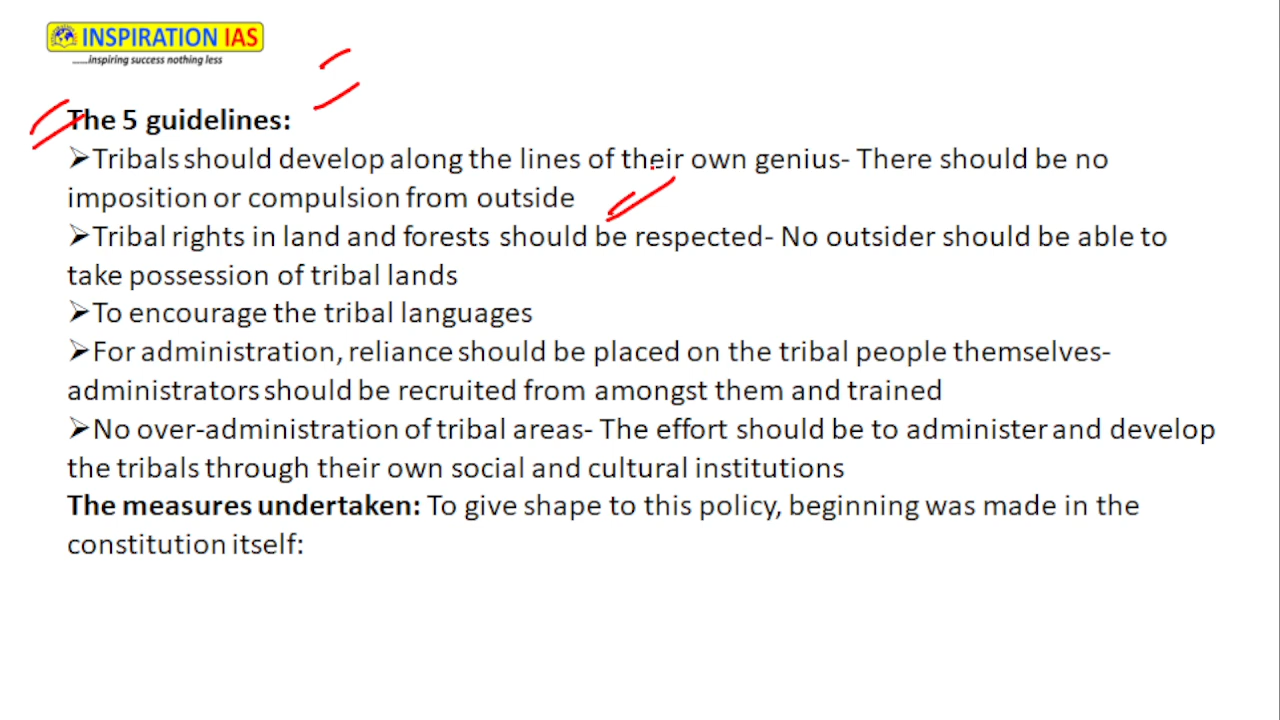 INSPIRATION IAS
......inspiring success nothing less
The 5 guidelines:
➢Tribals should develop along the lines of their own genius- There should be no
imposition or compulsion from outside
➢Tribal rights in land and forests should be respected- No outsider should be able to
take possession of tribal lands
➢To encourage the tribal languages
➢For administration, reliance should be placed on the tribal people themselves-
administrators should be recruited from amongst them and trained
➢No over-administration of tribal areas- The effort should be to administer and develop
the tribals through their own social and cultural institutions
The measures undertaken: To give shape to this policy, beginning was made in the
constitution itself: